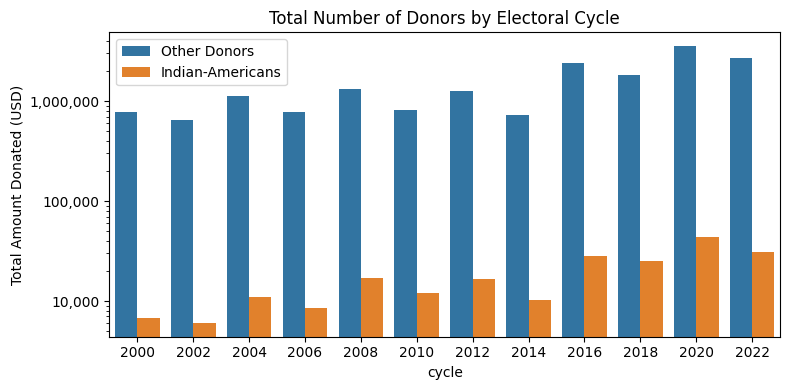 Total Number of Donors by Electoral Cycle
Other Donors
Indian-Americans
Total Amount Donated (USD)
1,000,000
100,000
10,000
2000 2002 2004 2006 2008 2010 2012 2014 2016 2018 2020 2022
cycle